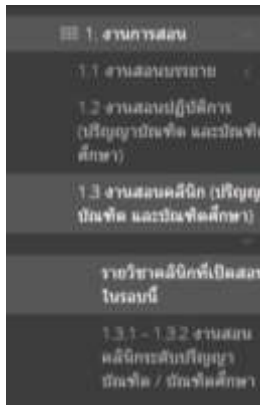 1. งานการสอน
1.1 งานสอนบรรยาย
1.2 งานสอนปฏิบัติการ
(ปริญญาบัณฑิต และบัณฑิต
ศึกษา)
1.3 งานสอนคลินิก (ปริญญ
บัณฑิต และบัณฑิตศึกษา)
รายวิชาคลินิกที่เปิดสอน
ในรอบนี้
1.3.1 - 1.3.2 งานสอน
คลินิกระดับปริญญา
บัณฑิต / บัณฑิตศึกษา